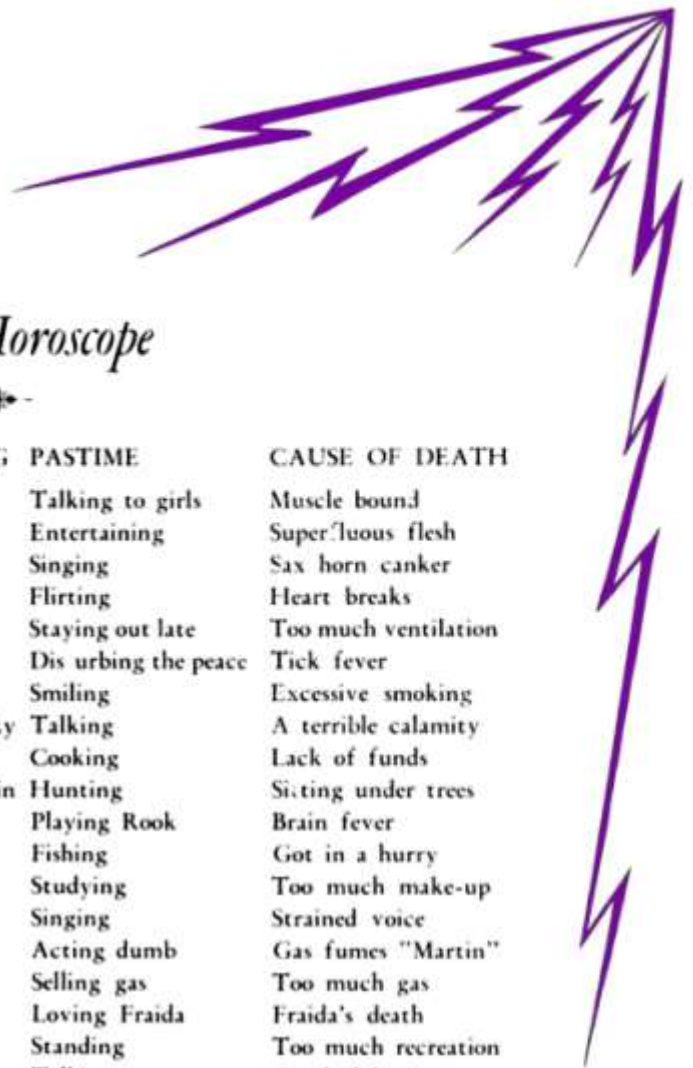 oroscope
G PASTIME CAUSE OF DEATH
Talking to girls Muscle bound
Entertaining Superfluous flesh
Singing Sax horn canker
Flirting Heart breaks
Staying out late Too much ventilation
Dis urbing the peace Tick fever
Smiling Excessive smoking
y Talking A terrible calamity
Cooking Lack of funds
in Hunting Sitting under trees
Playing Rook Brain fever
Fishing Got in a hurry
Studying Too much make-up
Singing Strained voice
Acting dumb Gas fumes "Martin"
Selling gas Too much gas
Loving Fraida Fraida's death
Standing Too much recreation